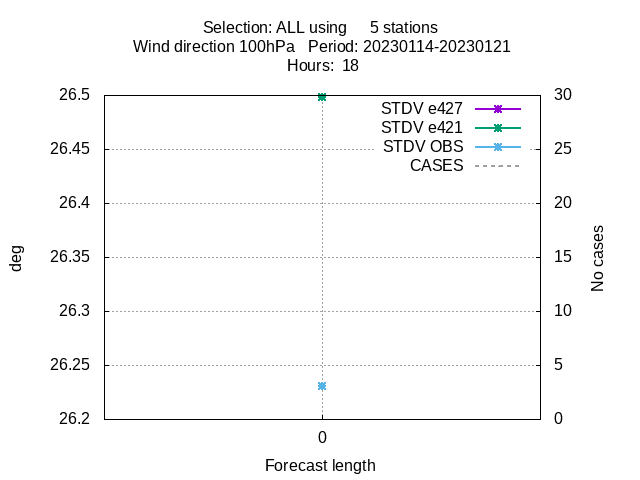 Selection: ALL using 5 stations
Wind direction 100hPa Period: 20230114-20230121
Hours: 18
26.5
26.45
26.4
26.35
26.3
26.25
26.2
30
25
20
15
10
5
0
STDV e427
STDV e421
STDV OBS
CASES
deg
No cases
0
Forecast length